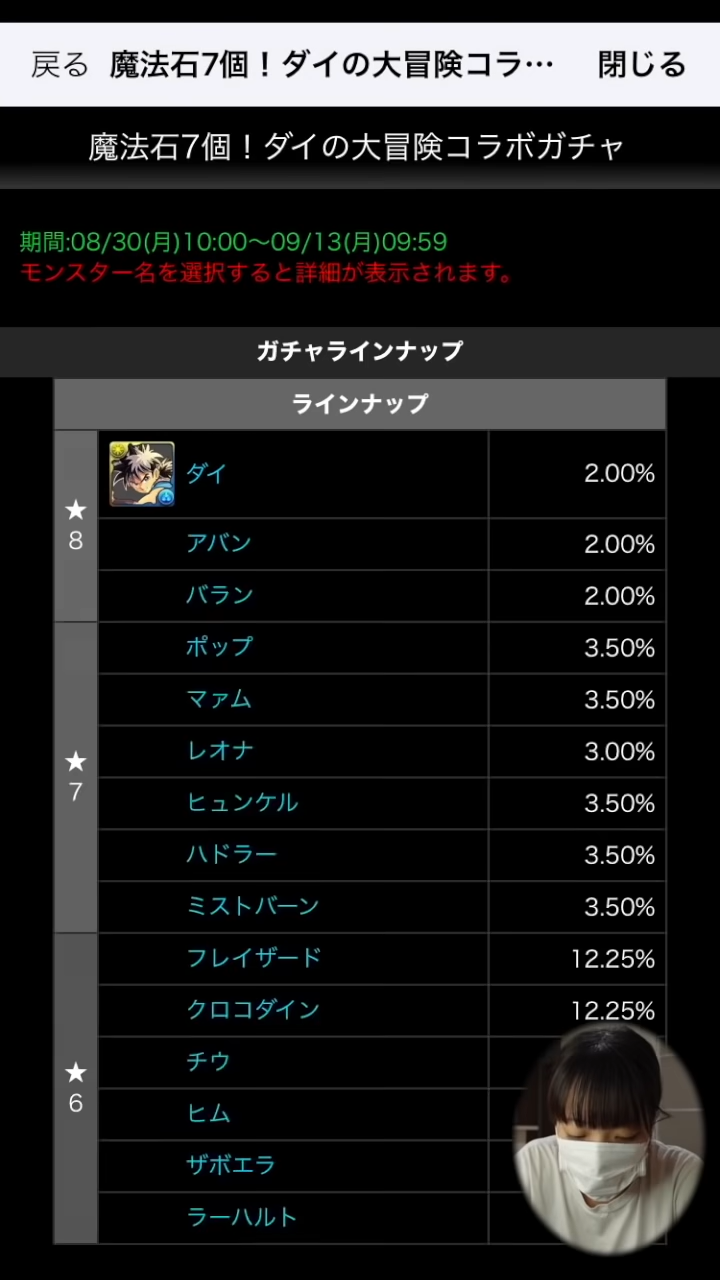 戻る 魔法石7個！ダイの大冒険コラ… 閉じる
魔法石7個！ダイの大冒険コラボガチャ
期間:08/30(月)10:00〜09/13(月)09:59
モンスター名を選択すると詳細が表示されます。
ガチャラインナップ
ラインナップ
★8
ダイ 2.00%
アバン 2.00%
バラン 2.00%
★7
ポップ 3.50%
マァム 3.50%
レオナ 3.00%
ヒュンケル 3.50%
ハドラー 3.50%
ミストバーン 3.50%
★6
フレイザード 12.25%
クロコダイン 12.25%
チウ
ヒム
ザボエラ
ラーハルト